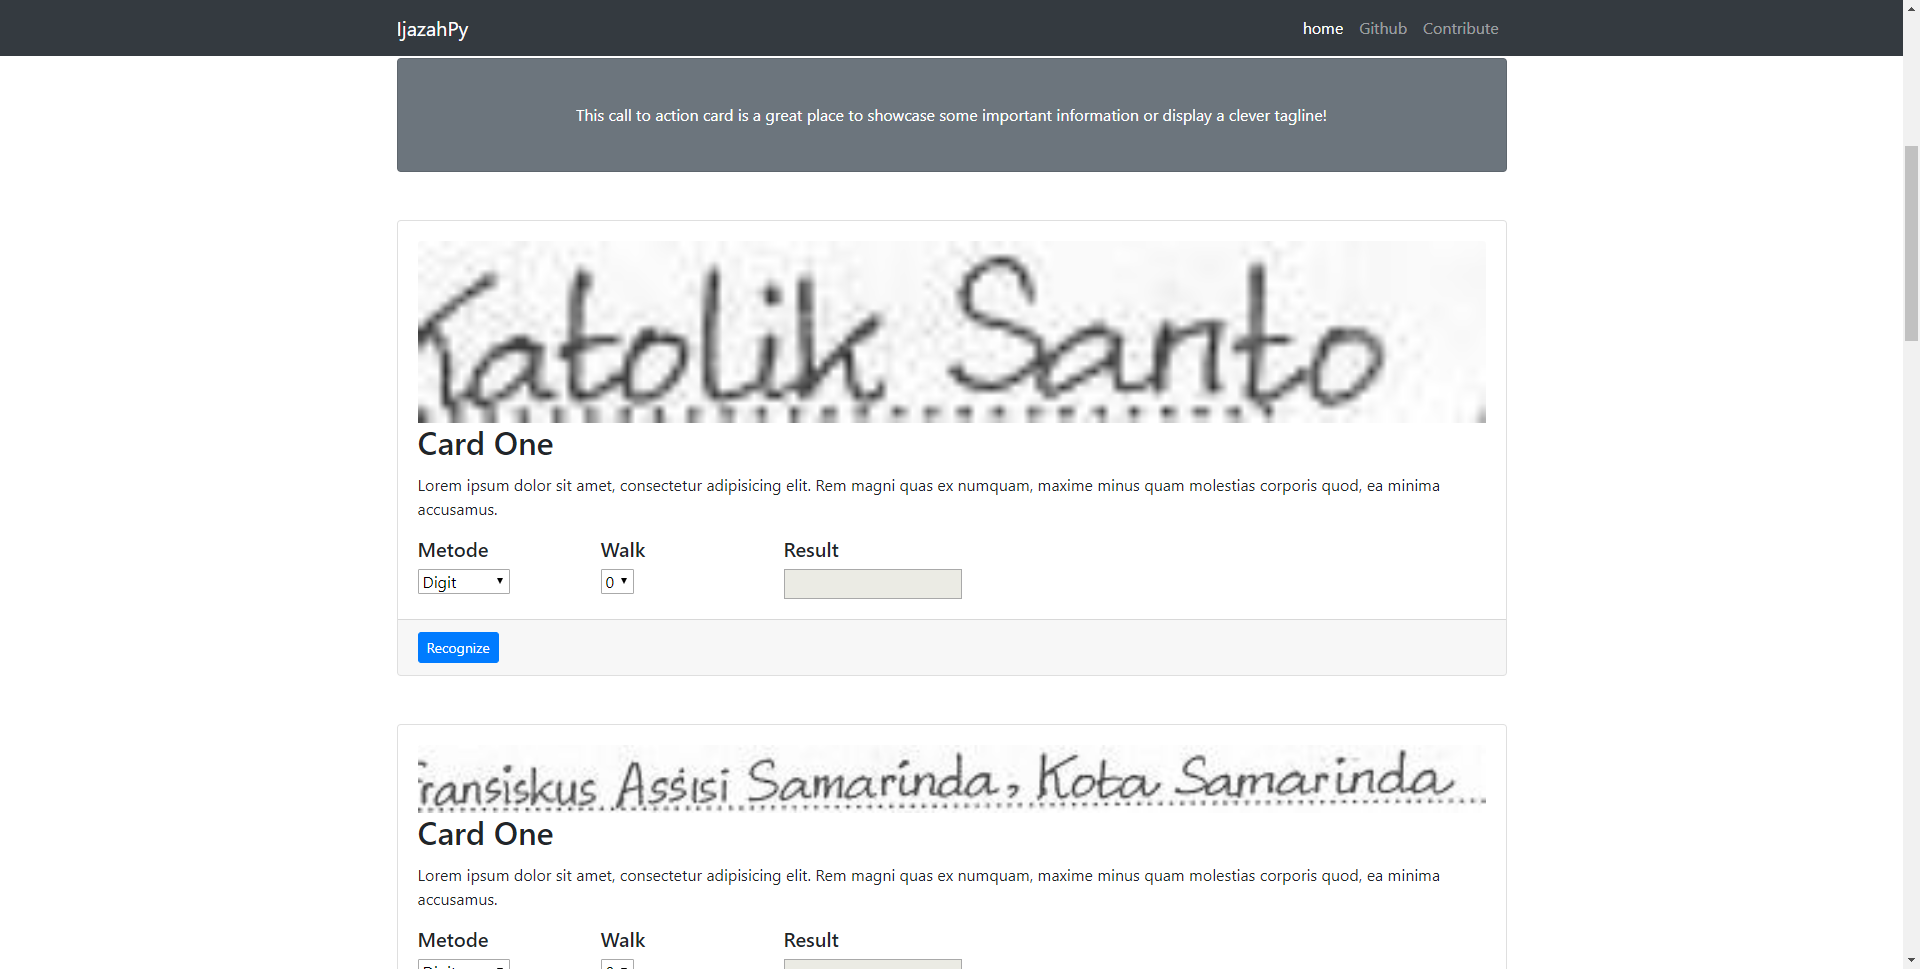 IjazahPy home Github Contribute
This call to action card is a great place to showcase some important information or display a clever tagline!
Katolik Santo
Card One
Lorem ipsum dolor sit amet, consectetur adipisicing elit. Rem magni quas ex numquam, maxime minus quam molestias corporis quod, ea minima
accusamus.
Metode Walk Result
Digit 0
Recognize
Fransiskus Assisi Samarinda, Kota Samarinda
Card One
Lorem ipsum dolor sit amet, consectetur adipisicing elit. Rem magni quas ex numquam, maxime minus quam molestias corporis quod, ea minima
accusamus.
Metode Walk Result
Digit 0